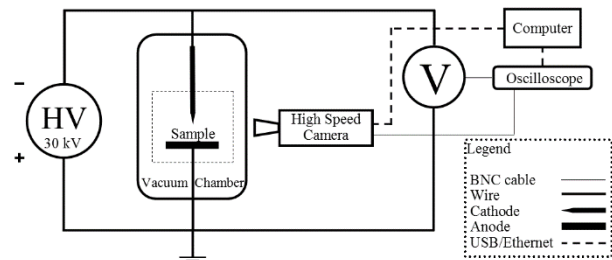 Computer
Oscilloscope
V
−
HV
30 kV
+
Sample
Vacuum Chamber
High Speed
Camera
Legend
BNC cable
Wire
Cathode
Anode
USB/Ethernet